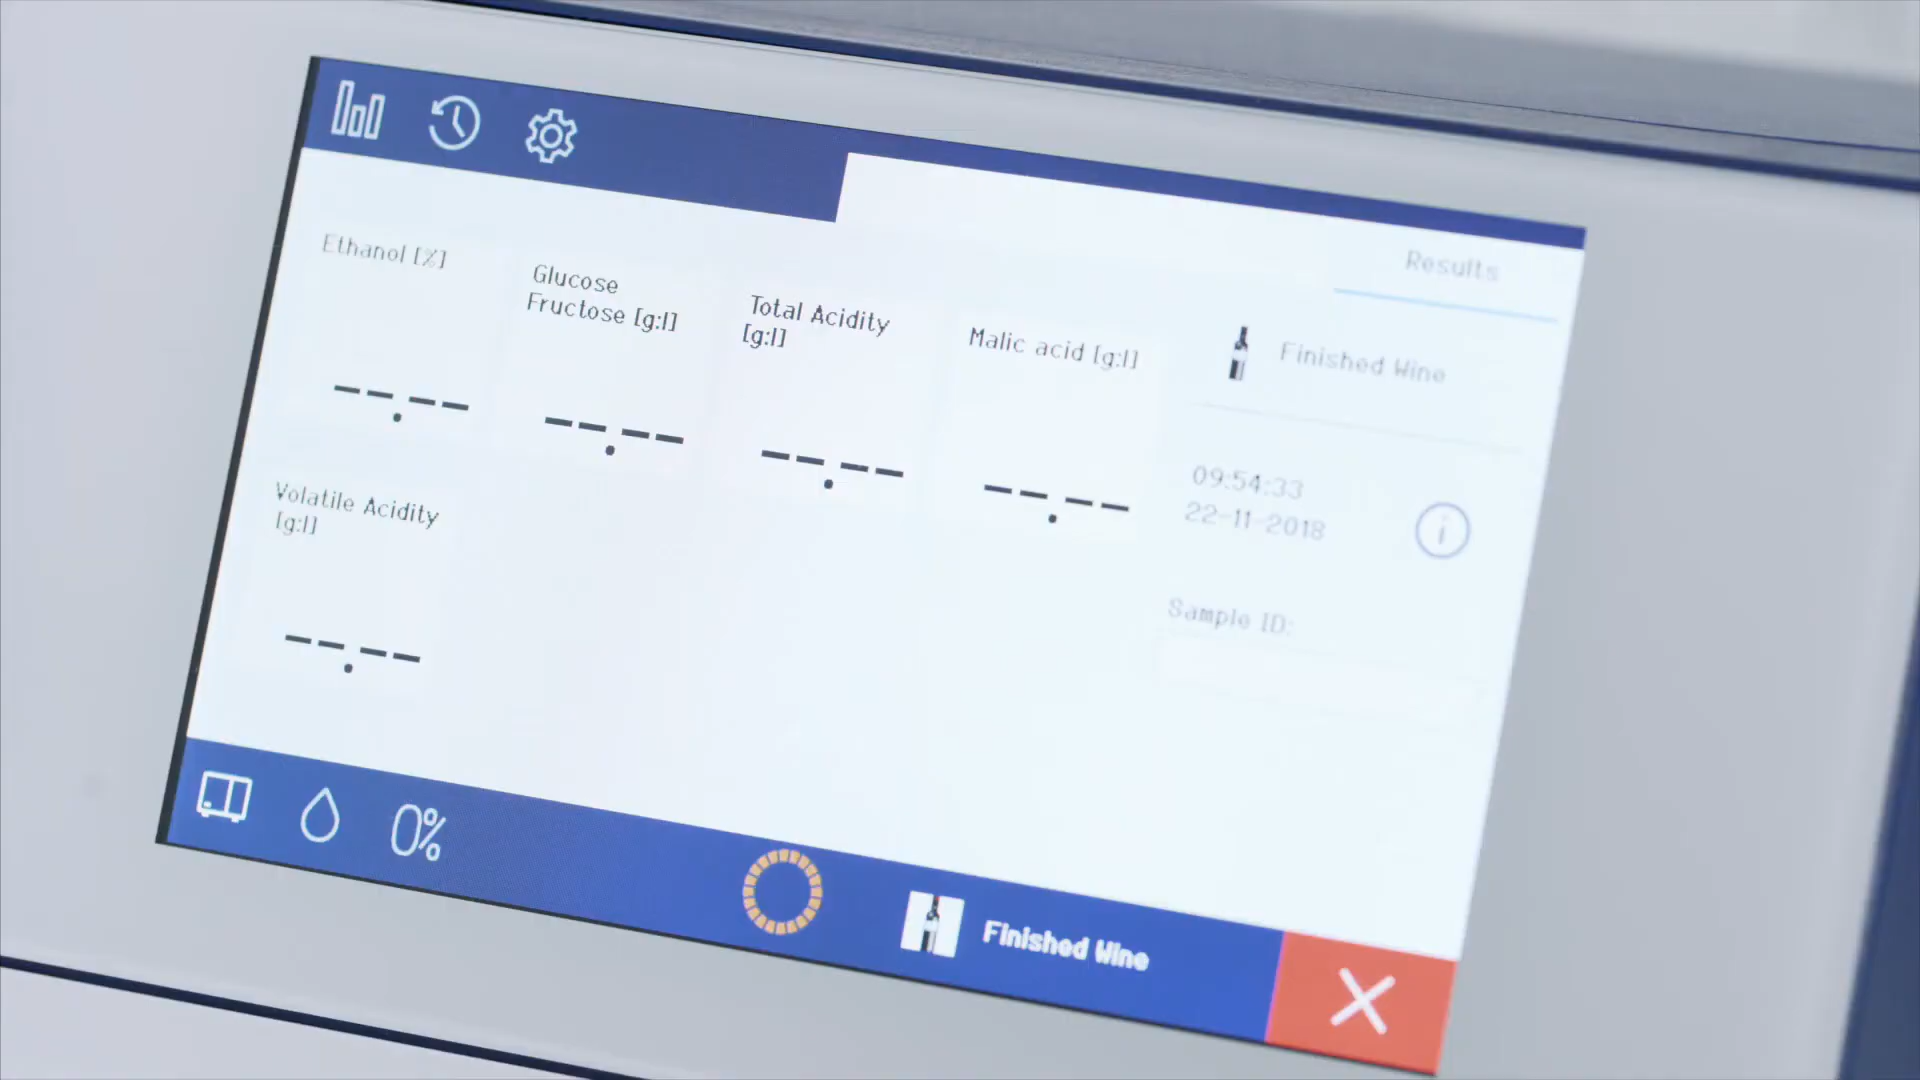 Ethanol [%]
Glucose
Fructose [g:l]
Total Acidity
[g:l]
Malic acid [g:l]
Volatile Acidity
[g:l]
Results
Finished Wine
09:54:33
22-11-2018
i
Sample ID:
--.--
--.--
--.--
--.--
--.--
0%
Finished Wine